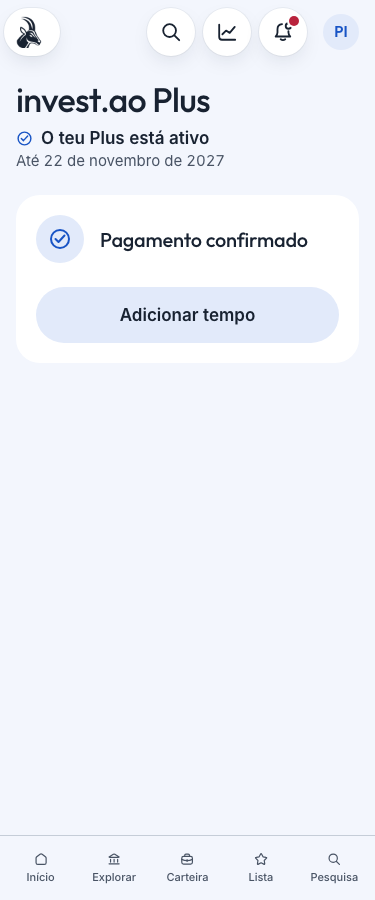 PI
invest.ao Plus
O teu Plus está ativo
Até 22 de novembro de 2027
Pagamento confirmado
Adicionar tempo
Início
Explorar
Carteira
Lista
Pesquisa